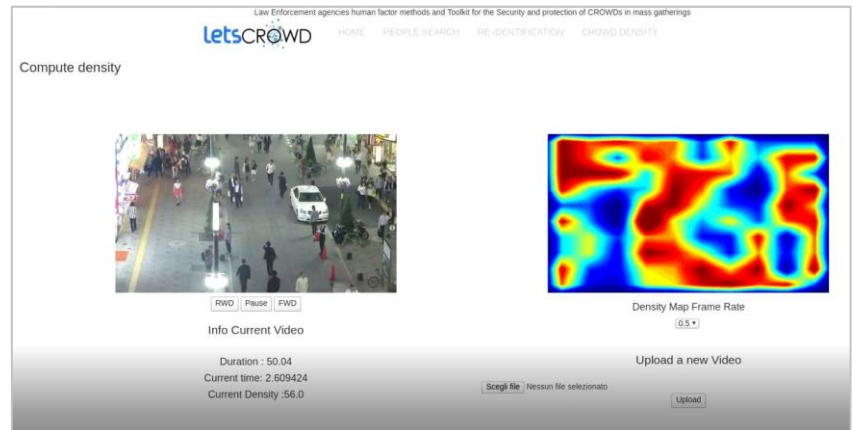 Law Enforcement agencies human factor methods and Toolkit for the Security and protection of CROWDs in mass gatherings
LETSCROWD HOME PEOPLE SEARCH RE-IDENTIFICATION CROWD DENSITY
Compute density
RWD Pause FWD
Info Current Video
Duration : 50.04
Current time: 2.609424
Current Density :56.0
Density Map Frame Rate
0.5
Upload a new Video
Scegli file Nessun file selezionato
Upload